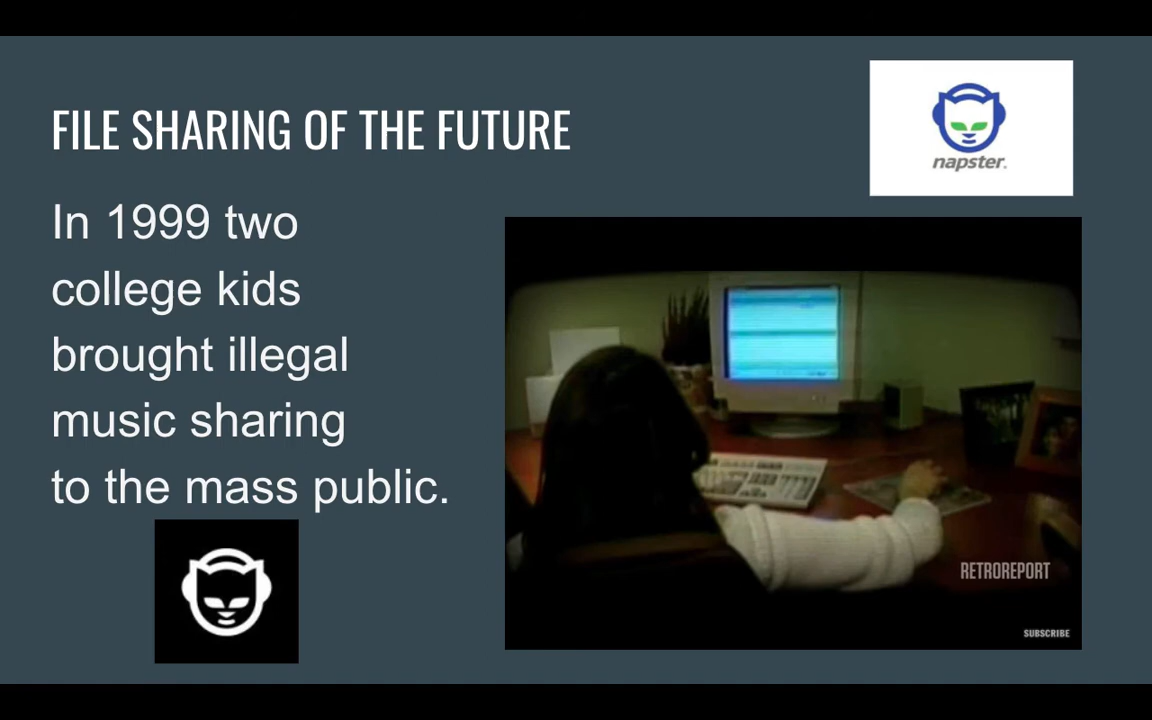 FILE SHARING OF THE FUTURE
napster.
In 1999 two
college kids
brought illegal
music sharing
to the mass public.
RETROREPORT
SUBSCRIBE